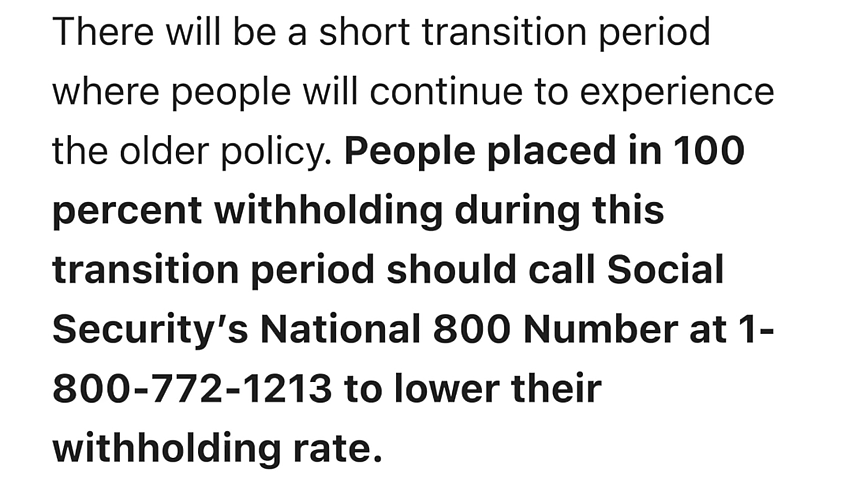 There will be a short transition period
where people will continue to experience
the older policy. People placed in 100
percent withholding during this
transition period should call Social
Security’s National 800 Number at 1-
800-772-1213 to lower their
withholding rate.